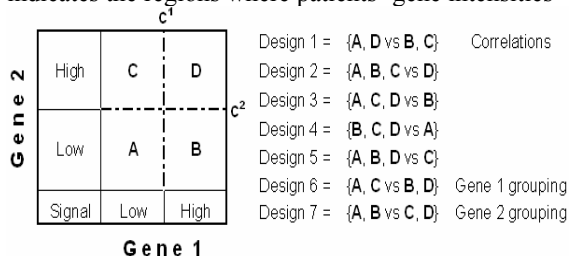 indicates the regions where patients' gene intensities
C1
Gene 2
High C D
C2
Low A B
Signal Low High
Gene 1
Design 1 = {A, D vs B, C} Correlations
Design 2 = {A, B, C vs D}
Design 3 = {A, C, D vs B}
Design 4 = {B, C, D vs A}
Design 5 = {A, B, D vs C}
Design 6 = {A, C vs B, D} Gene 1 grouping
Design 7 = {A, B vs C, D} Gene 2 grouping